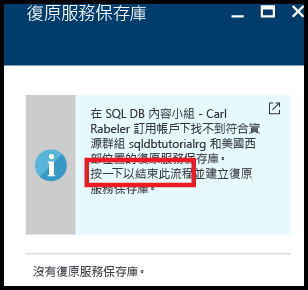 復原服務保存庫
在 SQL DB 內容小組 - Carl
Rabeler 訂用帳戶下找不到符合資
源群組 sqldbtutorialrg 和美國西
部位置的復原服務保存庫。
按一下以結束此流程並建立復原
服務保存庫。
沒有復原服務保存庫。